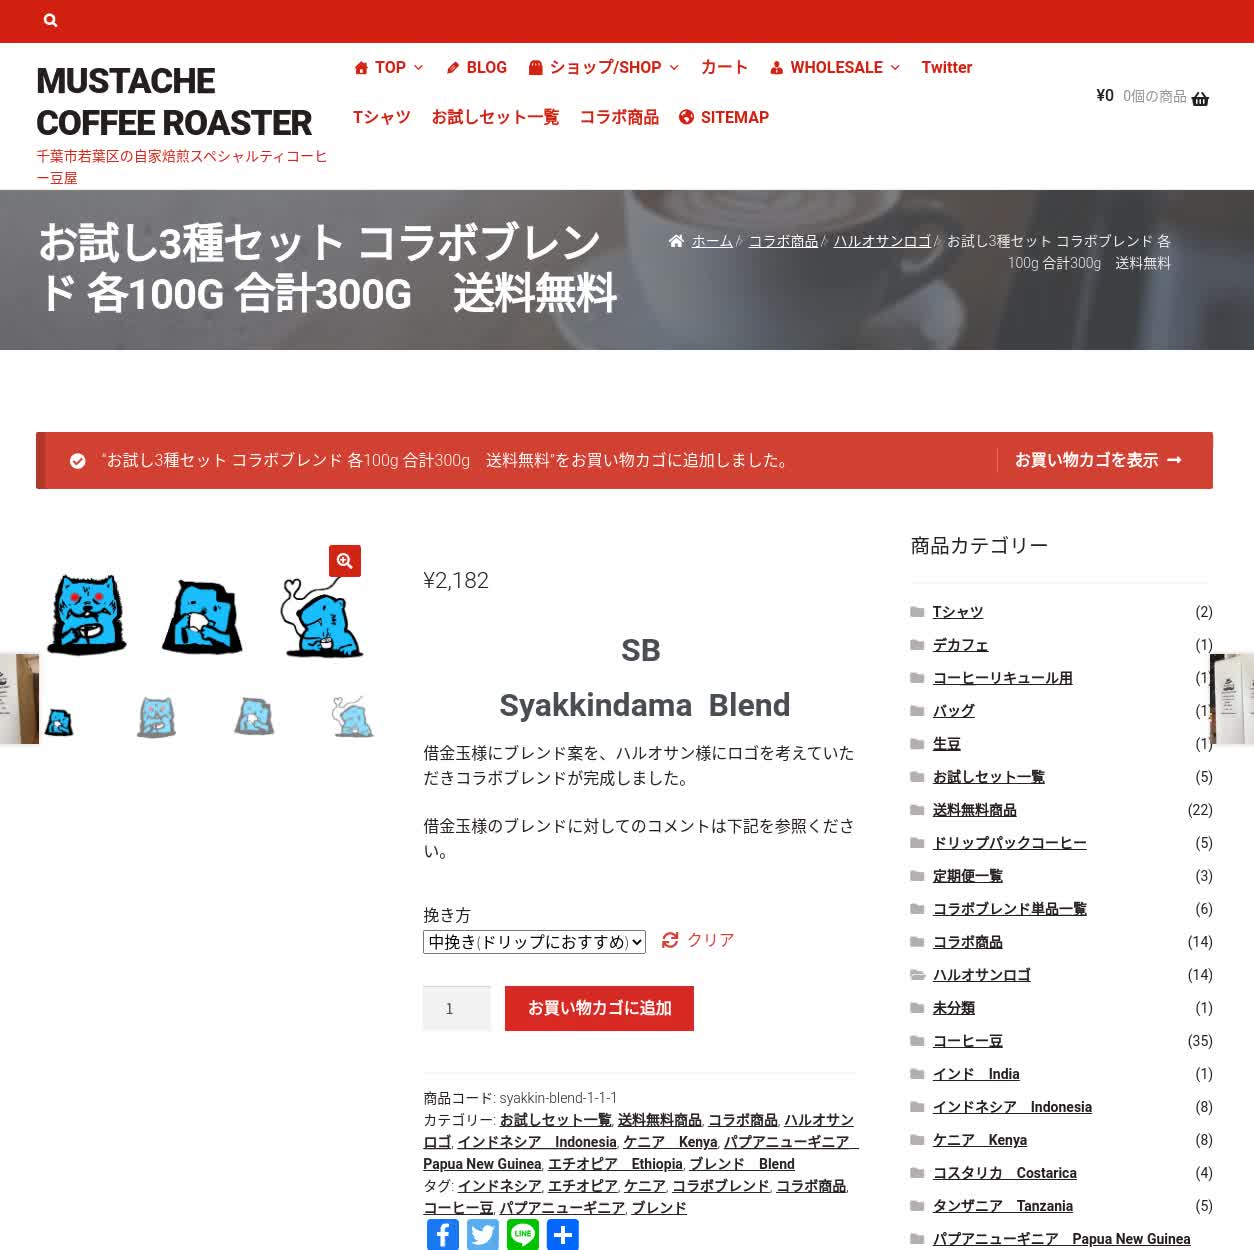 MUSTACHE
COFFEE ROASTER
千葉市若葉区の自家焙煎スペシャルティコーヒ
ー豆屋
TOP
BLOG
ショップ/SHOP
カート
WHOLESALE
Twitter
Tシャツ
お試しセット一覧
コラボ商品
SITEMAP
¥0 0個の商品
お試し3種セット コラボブレン
ド 各100G 合計300G　送料無料
ホーム / コラボ商品 / ハルオサンロゴ / お試し3種セット コラボブレンド 各
100g 合計300g　送料無料
“お試し3種セット コラボブレンド 各100g 合計300g　送料無料”をお買い物カゴに追加しました。
お買い物カゴを表示
¥2,182
SB
Syakkindama Blend
借金玉様にブレンド案を、ハルオサン様にロゴを考えていた
だきコラボブレンドが完成しました。
借金玉様のブレンドに対してのコメントは下記を参照くださ
い。
挽き方
中挽き(ドリップにおすすめ)
クリア
1
お買い物カゴに追加
商品コード: syakkin-blend-1-1-1
カテゴリー: お試しセット一覧, 送料無料商品, コラボ商品, ハルオサン
ロゴ, インドネシア　Indonesia, ケニア　Kenya, パプアニューギニア
Papua New Guinea, エチオピア　Ethiopia, ブレンド　Blend
タグ: インドネシア, エチオピア, ケニア, コラボブレンド, コラボ商品,
コーヒー豆, パプアニューギニア, ブレンド
LINE
商品カテゴリー
Tシャツ (2)
デカフェ (1)
コーヒーリキュール用 (1)
バッグ (1)
生豆 (1)
お試しセット一覧 (5)
送料無料商品 (22)
ドリップパックコーヒー (5)
定期便一覧 (3)
コラボブレンド単品一覧 (6)
コラボ商品 (14)
ハルオサンロゴ (14)
未分類 (1)
コーヒー豆 (35)
インド　India (1)
インドネシア　Indonesia (8)
ケニア　Kenya (8)
コスタリカ　Costarica (4)
タンザニア　Tanzania (5)
パプアニューギニア　Papua New Guinea